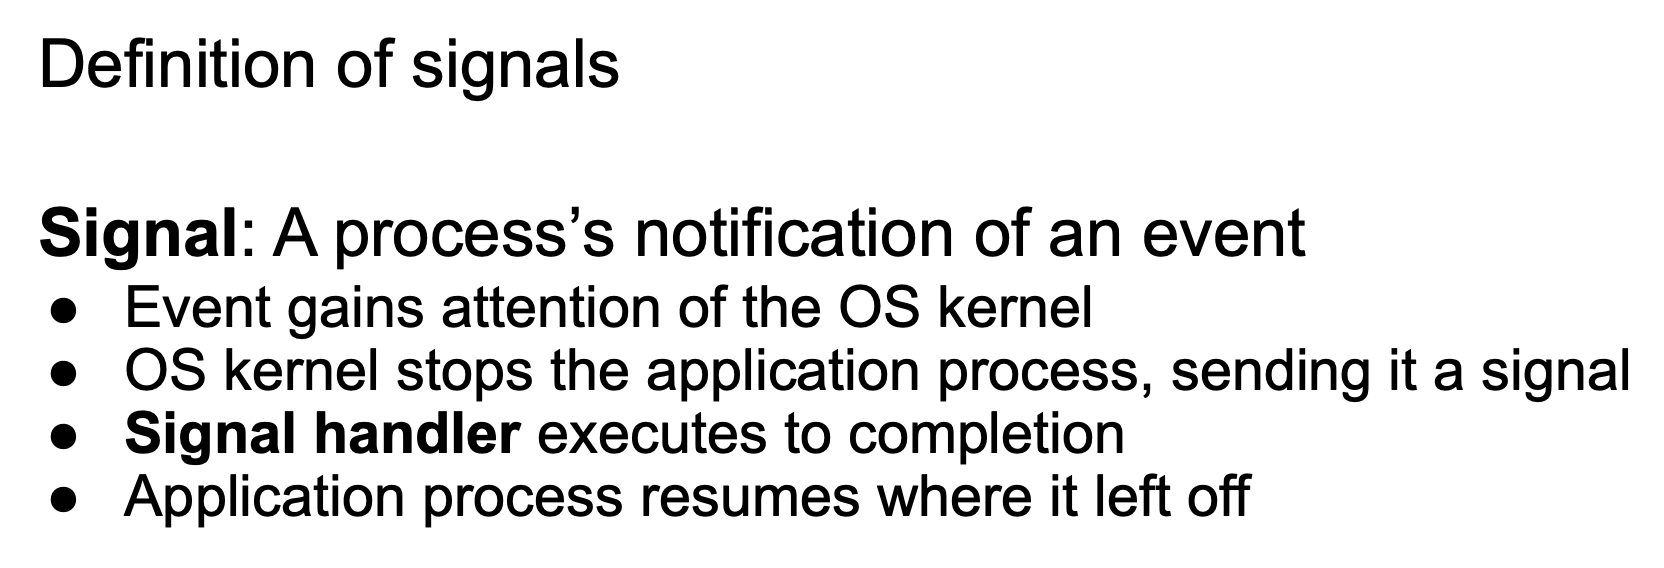 Definition of signals
Signal: A process’s notification of an event
● Event gains attention of the OS kernel
● OS kernel stops the application process, sending it a signal
● Signal handler executes to completion
● Application process resumes where it left off